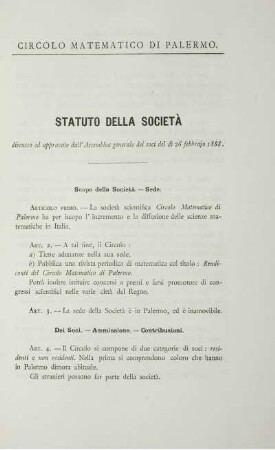 CIRCOLO MATEMATICO DI PALERMO.
STATUTO DELLA SOCIETÀ
discusso ed approvato dall'Assemblea generale dei soci del dì 26 febbrajo 1888.
Scopo della Società. — Sede.
ARTICOLO PRIMO. — La società scientifica Circolo Matematico di
Palermo ha per iscopo l'incremento e la diffusione delle scienze ma-
tematiche in Italia.
ART. 2. — A tal fine, il Circolo:
a) Tiene adunanze nella sua sede.
b) Pubblica una rivista periodica di matematica col titolo: Rendi-
conti del Circolo Matematico di Palermo.
Potrà inoltre istituire concorsi a premi e farsi promotore di con-
gressi scientifici nelle varie città del Regno.
ART. 3. — La sede della Società è in Palermo, ed è inamovibile.
Dei Soci. — Ammissione. — Contribuzioni.
ART. 4. — Il Circolo si compone di due categorie di soci: resi-
denti e non residenti. Nella prima si comprendono coloro che hanno
in Palermo dimora abituale.
Gli stranieri possono far parte della società.